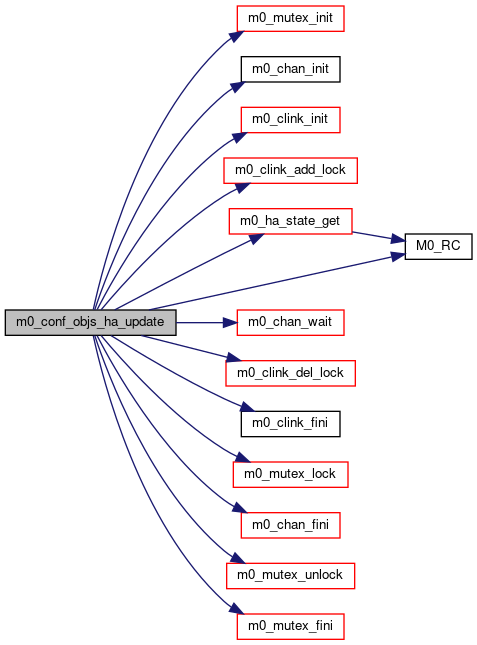 m0_mutex_init
m0_chan_init
m0_clink_init
m0_clink_add_lock
m0_ha_state_get
M0_RC
m0_conf_objs_ha_update
m0_chan_wait
m0_clink_del_lock
m0_clink_fini
m0_mutex_lock
m0_chan_fini
m0_mutex_unlock
m0_mutex_fini